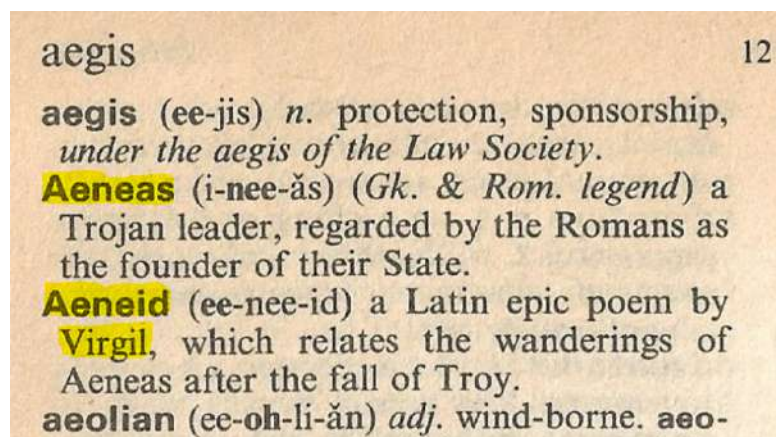 aegis
12
aegis (ee-jis) n. protection, sponsorship,
under the aegis of the Law Society.
Aeneas (i-nee-ăs) (Gk. & Rom. legend) a
Trojan leader, regarded by the Romans as
the founder of their State.
Aeneid (ee-nee-id) a Latin epic poem by
Virgil, which relates the wanderings of
Aeneas after the fall of Troy.
aeolian (ee-oh-li-ăn) adj. wind-borne. aeo-